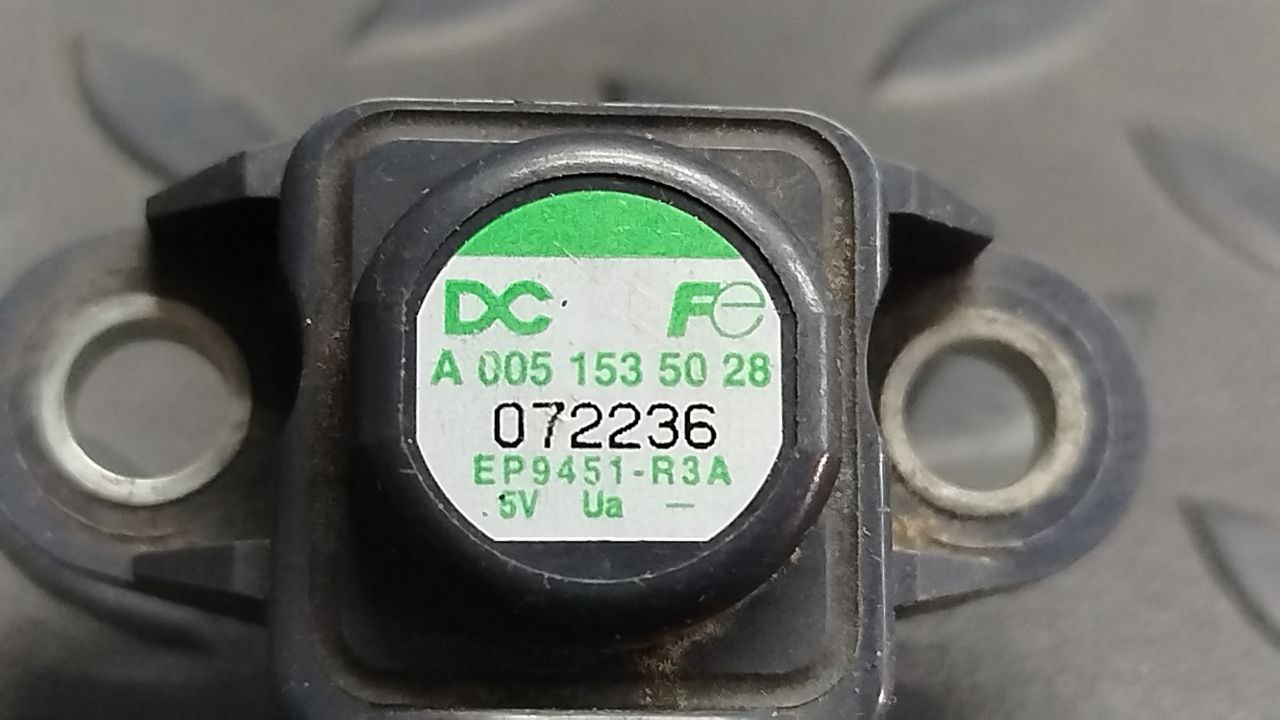 DC Fe
A 005 153 50 28
072236
EP9451-R3A
5V Ua —